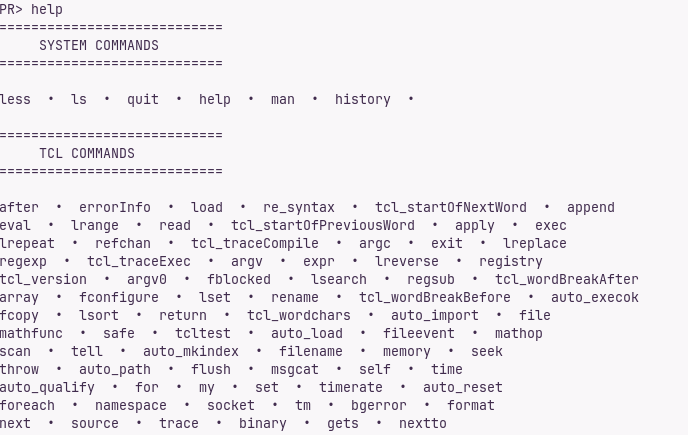 PR> help
============================
SYSTEM COMMANDS
============================
less • ls • quit • help • man • history •
============================
TCL COMMANDS
============================
after • errorInfo • load • re_syntax • tcl_startOfNextWord • append
eval • lrange • read • tcl_startOfPreviousWord • apply • exec
lrepeat • refchan • tcl_traceCompile • argc • exit • lreplace
regexp • tcl_traceExec • argv • expr • lreverse • registry
tcl_version • argv0 • fblocked • lsearch • regsub • tcl_wordBreakAfter
array • fconfigure • lset • rename • tcl_wordBreakBefore • auto_execok
fcopy • lsort • return • tcl_wordchars • auto_import • file
mathfunc • safe • tcltest • auto_load • fileevent • mathop
scan • tell • auto_mkindex • filename • memory • seek
throw • auto_path • flush • msgcat • self • time
auto_qualify • for • my • set • timerate • auto_reset
foreach • namespace • socket • tm • bgerror • format
next • source • trace • binary • gets • nextto